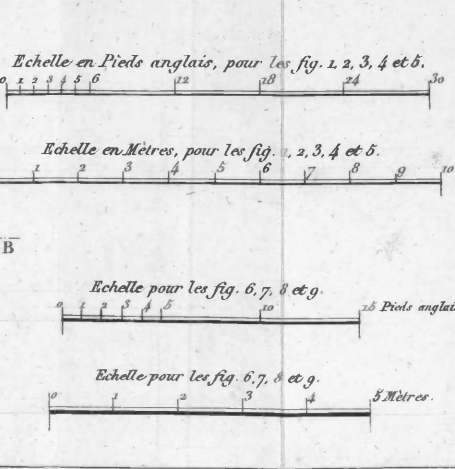 Echelle en Pieds anglais, pour les fig. 1, 2, 3, 4 et 5.
0 1 2 3 4 5 6 12 18 24 30
Echelle en Mètres, pour les fig. 1, 2, 3, 4 et 5.
1 2 3 4 5 6 7 8 9 10
B
Echelle pour les fig. 6, 7, 8 et 9.
0 1 2 3 4 5 10 15 Pieds anglais
Echelle pour les fig. 6, 7, 8 et 9.
0 1 2 3 4 5 Mètres.